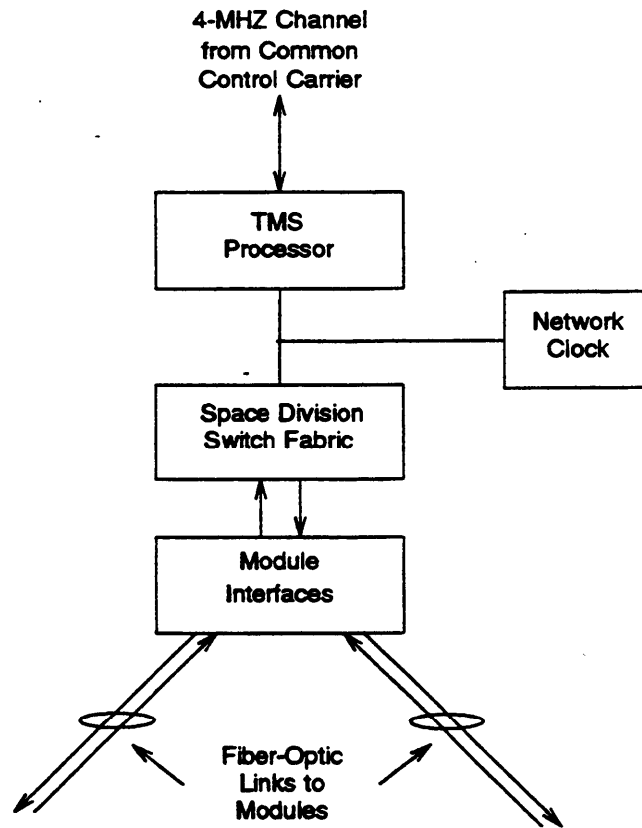 4-MHZ Channel
from Common
Control Carrier
TMS
Processor
Network
Clock
Space Division
Switch Fabric
Module
Interfaces
Fiber-Optic
Links to
Modules